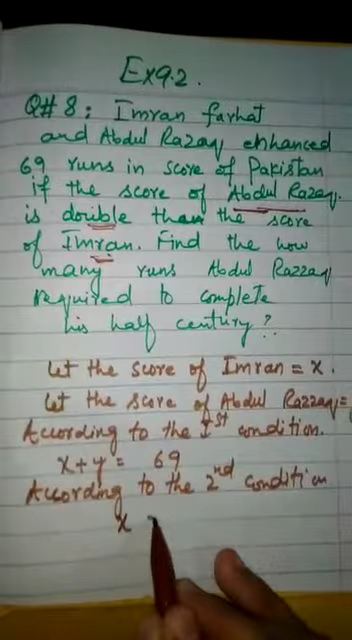 Ex9.2.
Q# 8: Imran farhat
and Abdul Razaq enhanced
69 runs in score of Pakistan
if the score of Abdul Razaq.
is double than the score
of Imran. Find the how
many runs Abdul Razzaq
required to complete
his half century?
Let the score of Imran = x.
Let the score of Abdul Razzaq=
According to the 1st condition.
x+y = 69
According to the 2nd condition
x